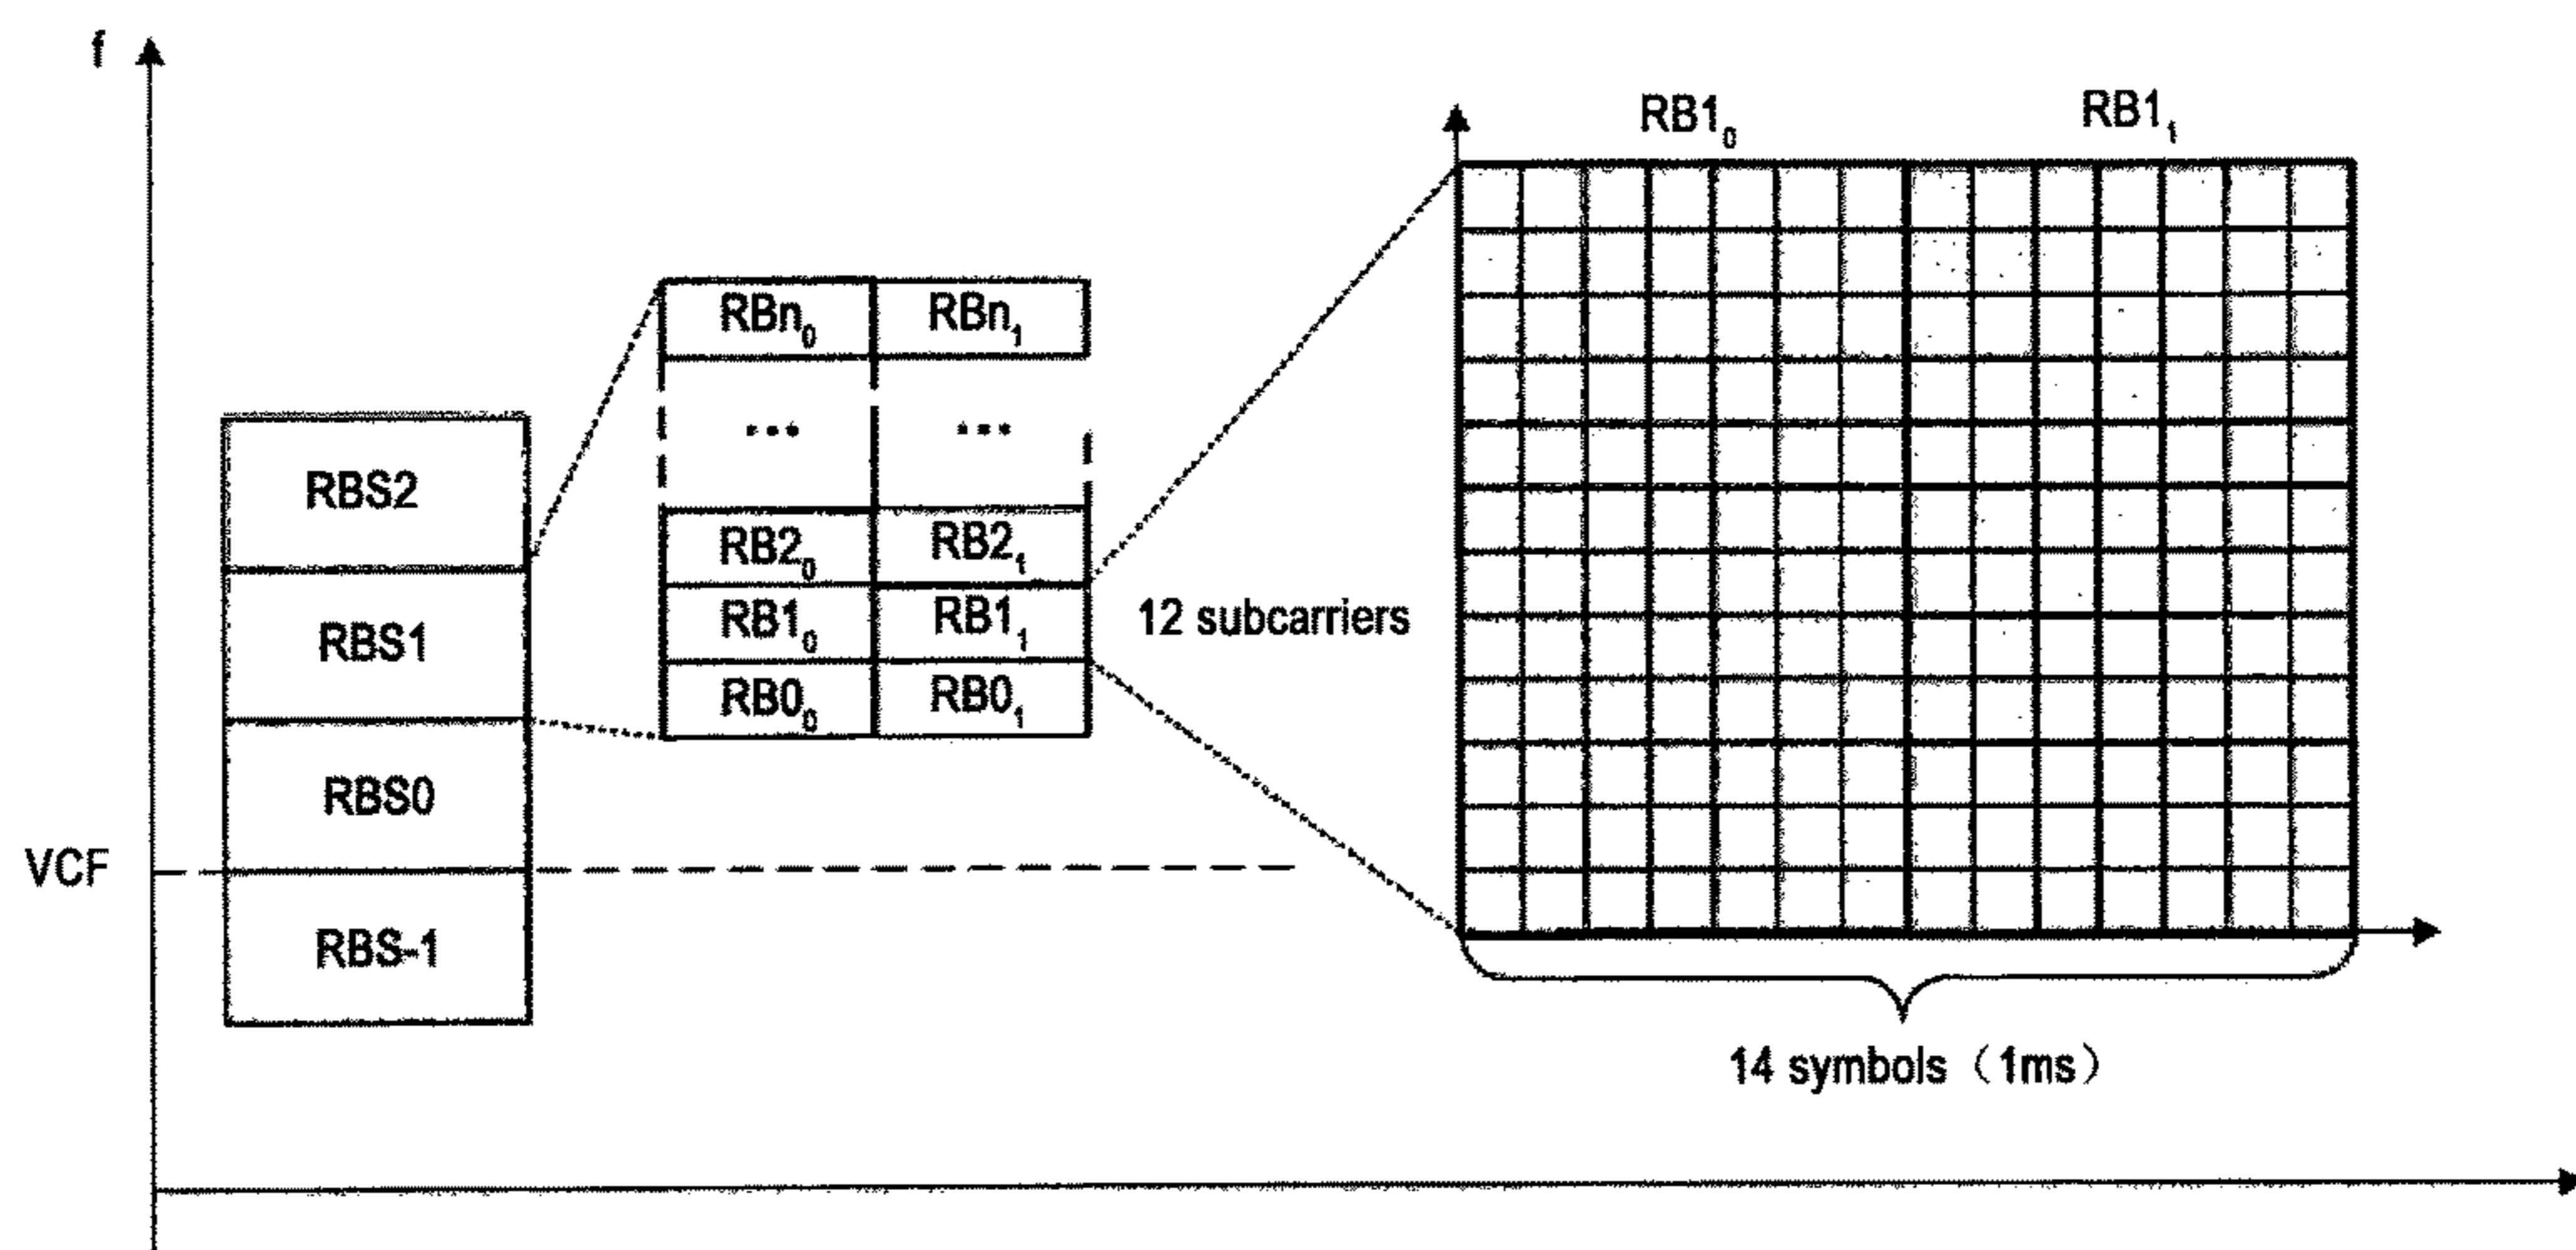 f
RB1₀ RB1₁
RBn₀ RBn₁
... ...
RBS2
RB2₀ RB2₁
RBS1
RB1₀ RB1₁
12 subcarriers
RB0₀ RB0₁
RBS0
VCF
RBS-1
14 symbols（1ms）